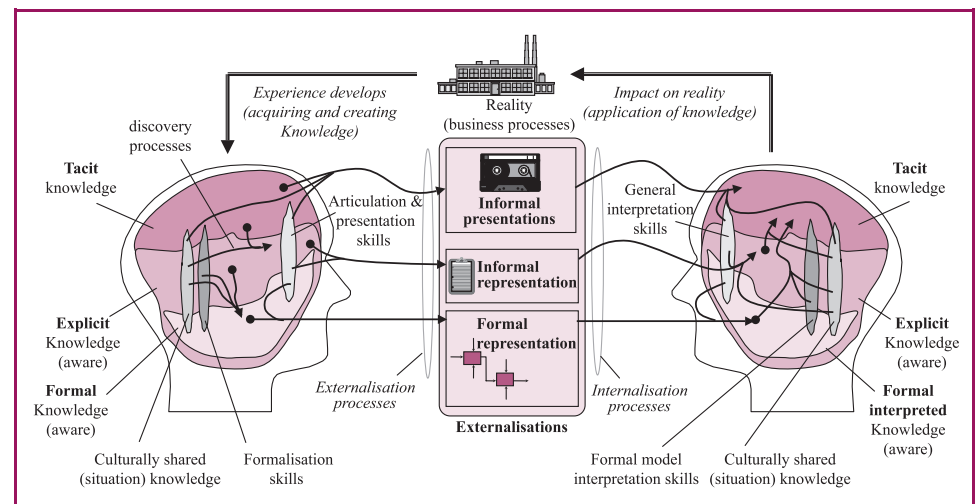 Experience develops
(acquiring and creating
Knowledge)
Reality
(business processes)
Impact on reality
(application of knowledge)
discovery
processes
Tacit
knowledge
Articulation &
presentation
skills
Informal
presentations
General
interpretation
skills
Tacit
knowledge
Informal
representation
Explicit
Knowledge
(aware)
Formal
representation
Explicit
Knowledge
(aware)
Formal
Knowledge
(aware)
Externalisation
processes
Internalisation
processes
Formal
interpreted
Knowledge
(aware)
Externalisations
Culturally shared
(situation) knowledge
Formalisation
skills
Formal model
interpretation skills
Culturally shared
(situation) knowledge